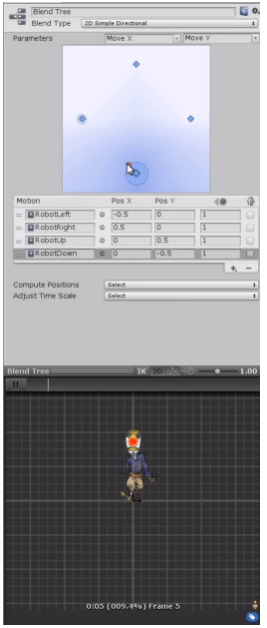 Blend Tree
Blend Type 2D Simple Directional
Parameters Move X Move Y
Motion Pos X Pos Y
RobotLeft -0.5 0 1
RobotRight 0.5 0 1
RobotUp 0 0.5 1
RobotDown 0 -0.5 1
+ -
Compute Positions Select
Adjust Time Scale Select
Blend Tree IK 2D 1.00
0:05 (009.4%) Frame 5